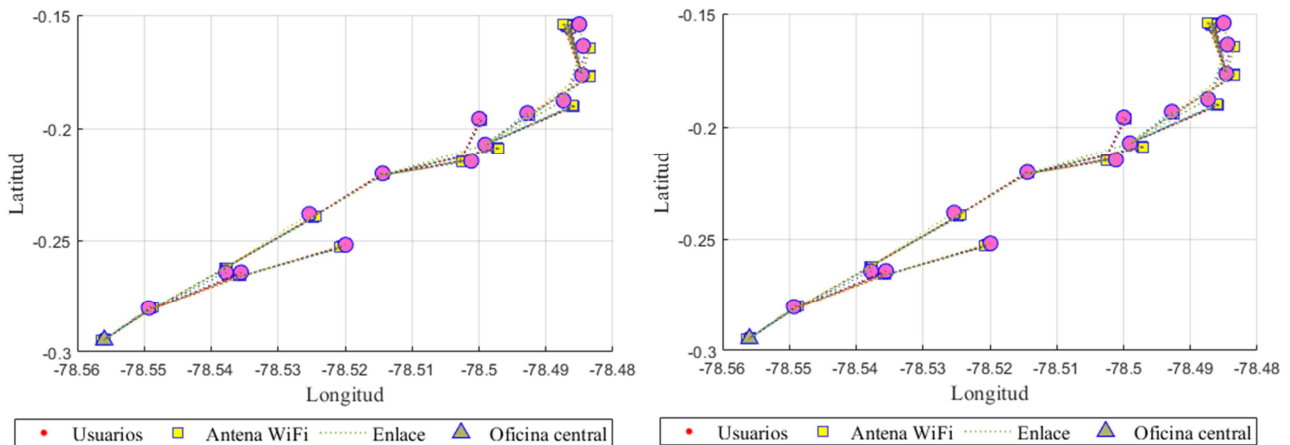 -0.15
-0.2
-0.25
-0.3
Latitud
-78.56 -78.55 -78.54 -78.53 -78.52 -78.51 -78.5 -78.49 -78.48
Longitud
Usuarios Antena WiFi Enlace Oficina central
-0.15
-0.2
-0.25
-0.3
Latitud
-78.56 -78.55 -78.54 -78.53 -78.52 -78.51 -78.5 -78.49 -78.48
Longitud
Usuarios Antena WiFi Enlace Oficina central